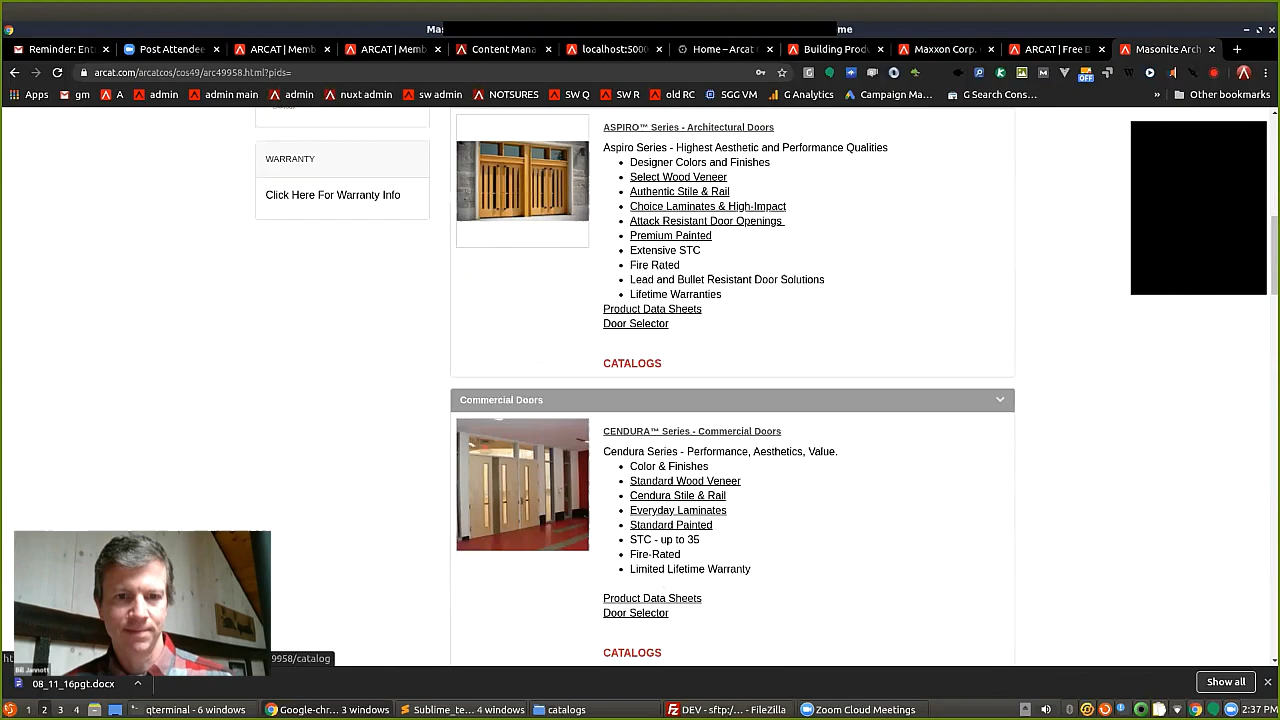 Mas me
Reminder: Ent
Post Attendee
ARCAT | Memb
ARCAT | Memb
Content Mana
localhost:5000
Home – Arcat
Building Produ
Maxxon Corp.
ARCAT | Free B
Masonite Arch
arcat.com/arcatcos/cos49/arc49958.html?pids=
Apps gm A admin admin main admin nuxt admin sw admin NOTSURES SW Q SW R old RC SGG VM G Analytics Campaign Ma... G Search Cons... » Other bookmarks
WARRANTY
Click Here For Warranty Info
ASPIRO™ Series - Architectural Doors
Aspiro Series - Highest Aesthetic and Performance Qualities
Designer Colors and Finishes
Select Wood Veneer
Authentic Stile & Rail
Choice Laminates & High-Impact
Attack Resistant Door Openings
Premium Painted
Extensive STC
Fire Rated
Lead and Bullet Resistant Door Solutions
Lifetime Warranties
Product Data Sheets
Door Selector
CATALOGS
Commercial Doors
CENDURA™ Series - Commercial Doors
Cendura Series - Performance, Aesthetics, Value.
Color & Finishes
Standard Wood Veneer
Cendura Stile & Rail
Everyday Laminates
Standard Painted
STC - up to 35
Fire-Rated
Limited Lifetime Warranty
Product Data Sheets
Door Selector
CATALOGS
9958/catalog
Bill Jannott
08_11_16pgt.docx
Show all
1 2 3 4 qterminal - 6 windows Google-chr... 3 windows Sublime_te... 4 windows catalogs DEV - sftp:/... - FileZilla Zoom Cloud Meetings 2:37 PM